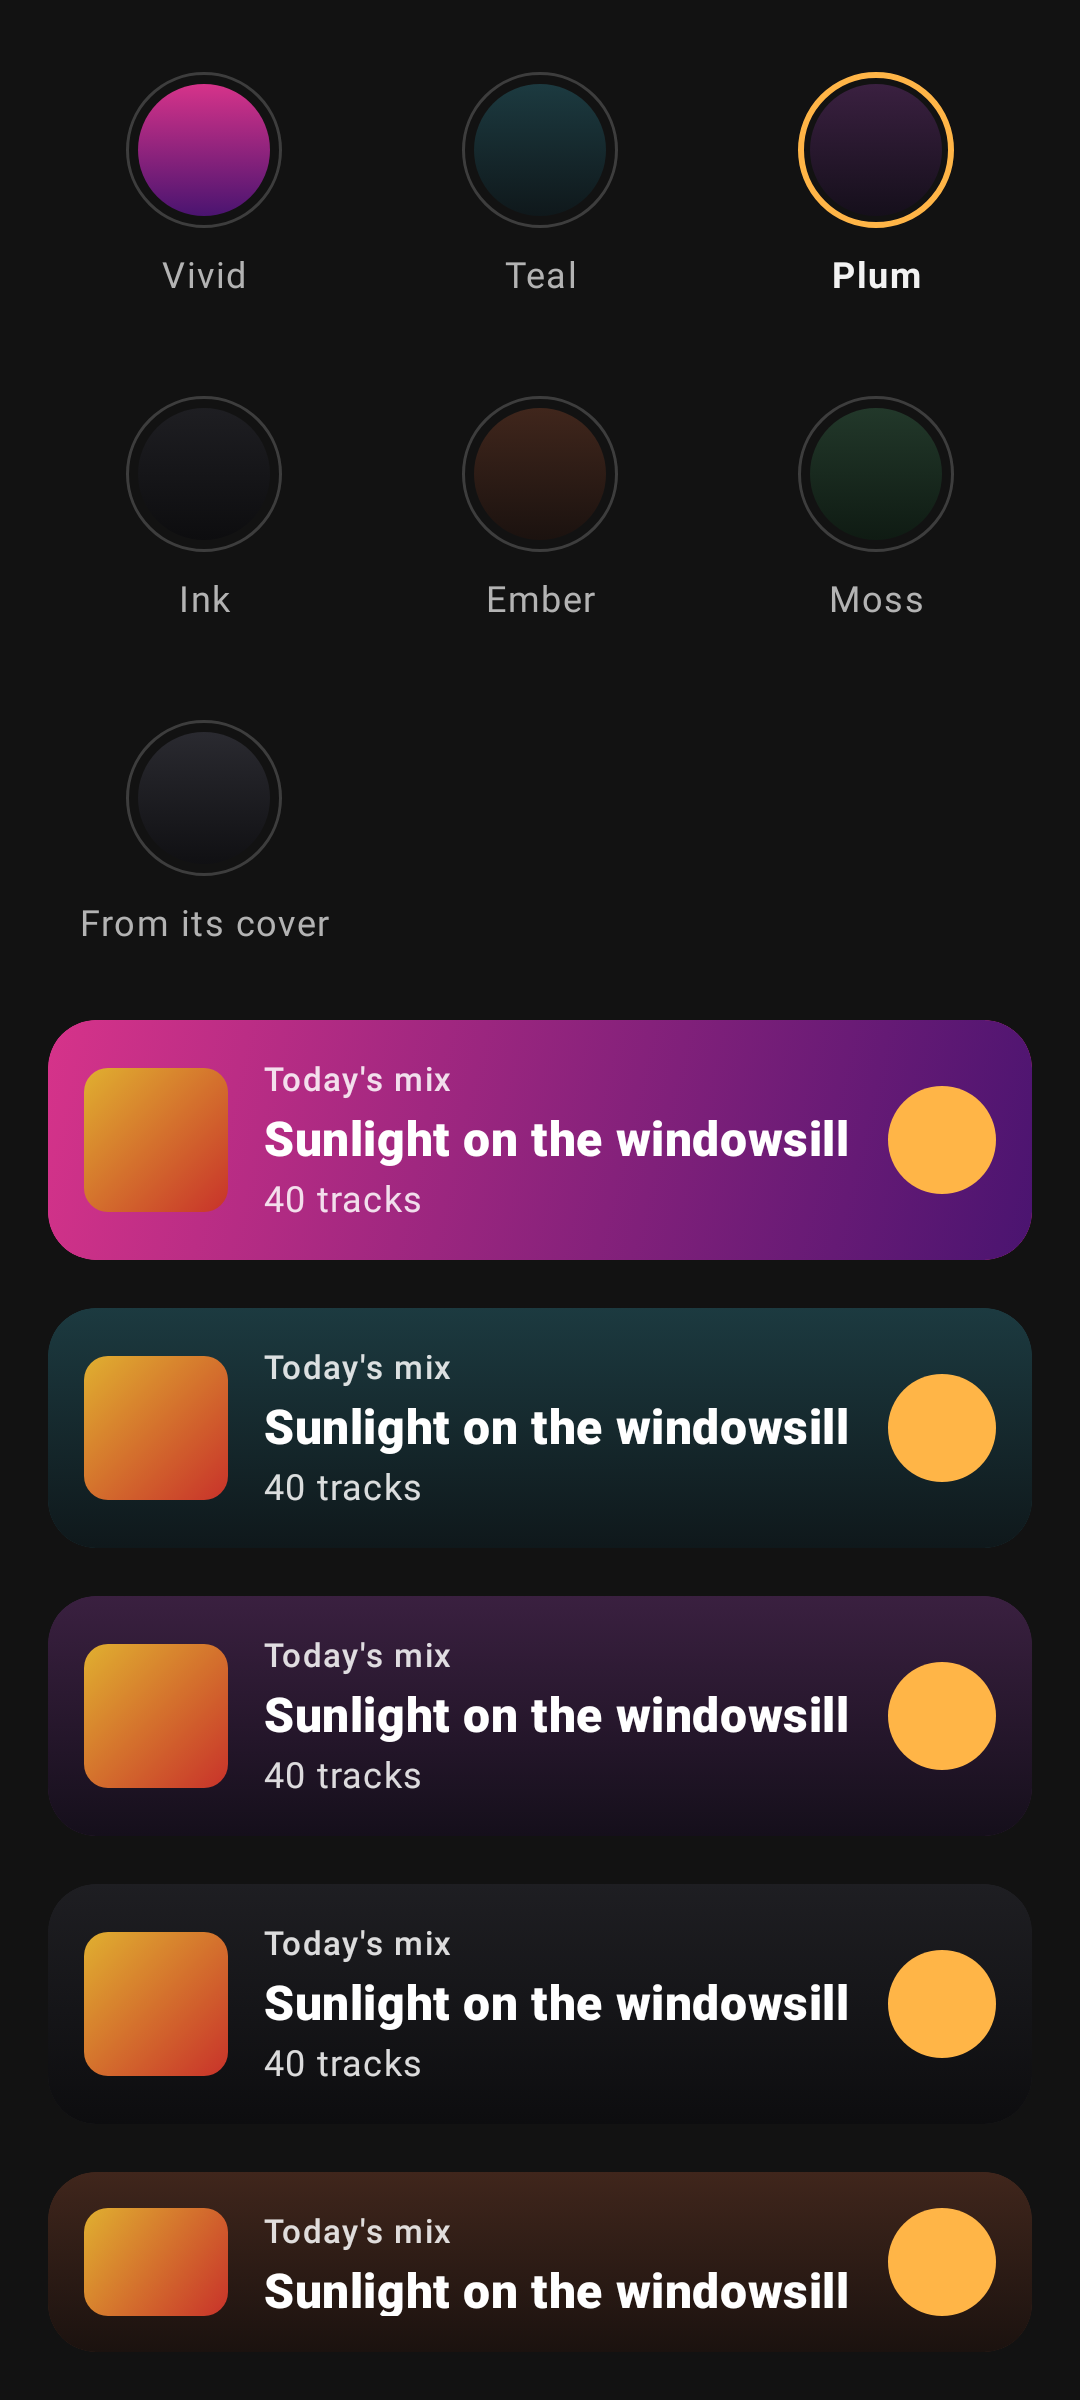 Vivid
Teal
Plum
Ink
Ember
Moss
From its cover
Today's mix
Sunlight on the windowsill
40 tracks
Today's mix
Sunlight on the windowsill
40 tracks
Today's mix
Sunlight on the windowsill
40 tracks
Today's mix
Sunlight on the windowsill
40 tracks
Today's mix
Sunlight on the windowsill